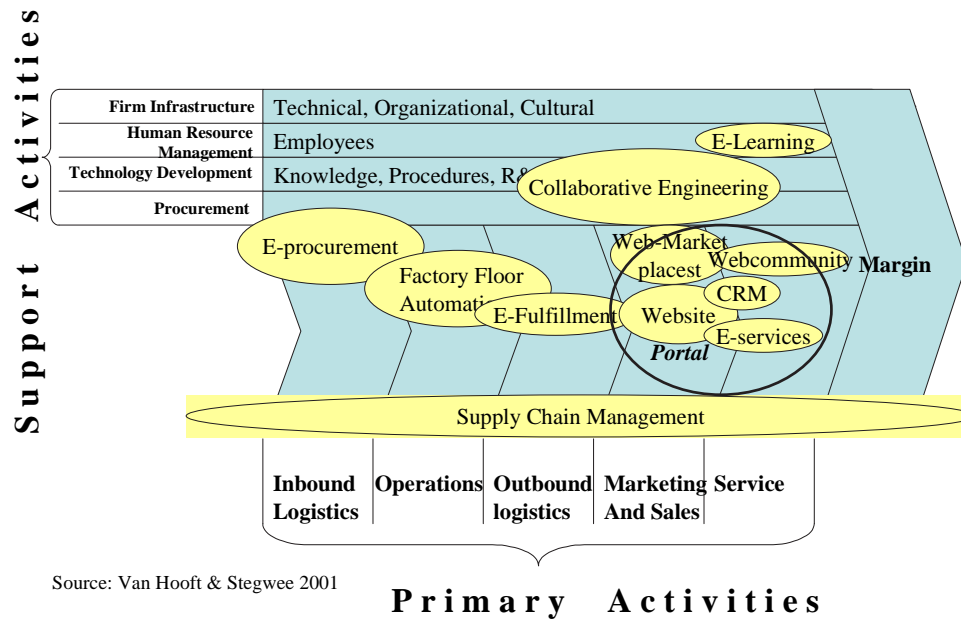 Support Activities
Firm Infrastructure
Technical, Organizational, Cultural
Human Resource
Management
Employees
E-Learning
Technology Development
Knowledge, Procedures, R&
Collaborative Engineering
Procurement
E-procurement
Factory Floor
Automatic
E-Fulfillment
Web-Market
placest
Webcommunity
CRM
Website
E-services
Portal
Margin
Supply Chain Management
Inbound
Logistics
Operations
Outbound
logistics
Marketing
And Sales
Service
Source: Van Hooft & Stegwee 2001
Primary Activities